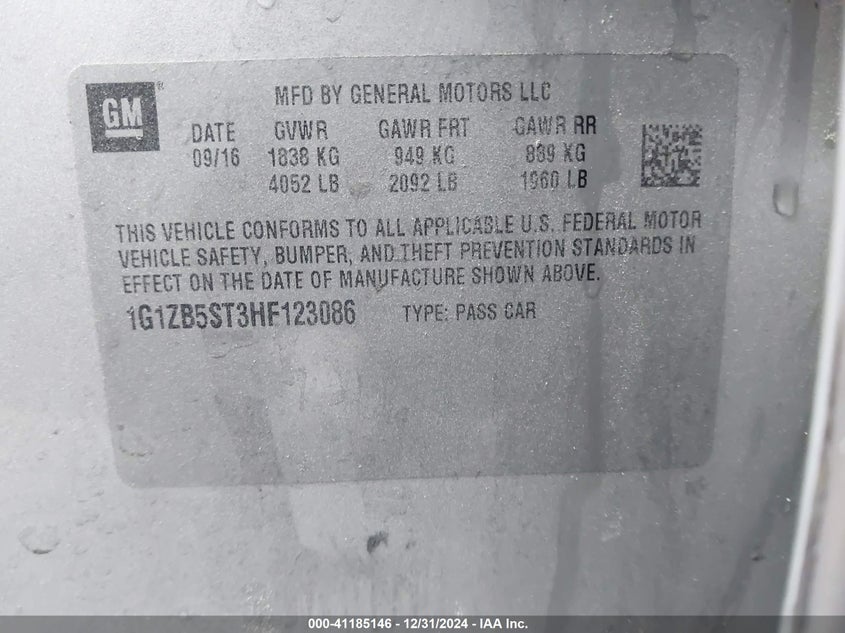 GM®
MFD BY GENERAL MOTORS LLC
DATE GVWR GAWR FRT GAWR RR
09/16 1838 KG 949 KG 889 KG
4052 LB 2092 LB 1960 LB
THIS VEHICLE CONFORMS TO ALL APPLICABLE U.S. FEDERAL MOTOR
VEHICLE SAFETY, BUMPER, AND THEFT PREVENTION STANDARDS IN
EFFECT ON THE DATE OF MANUFACTURE SHOWN ABOVE.
1G1ZB5ST3HF123086 TYPE: PASS CAR
000-41185146 - 12/31/2024 - IAA Inc.